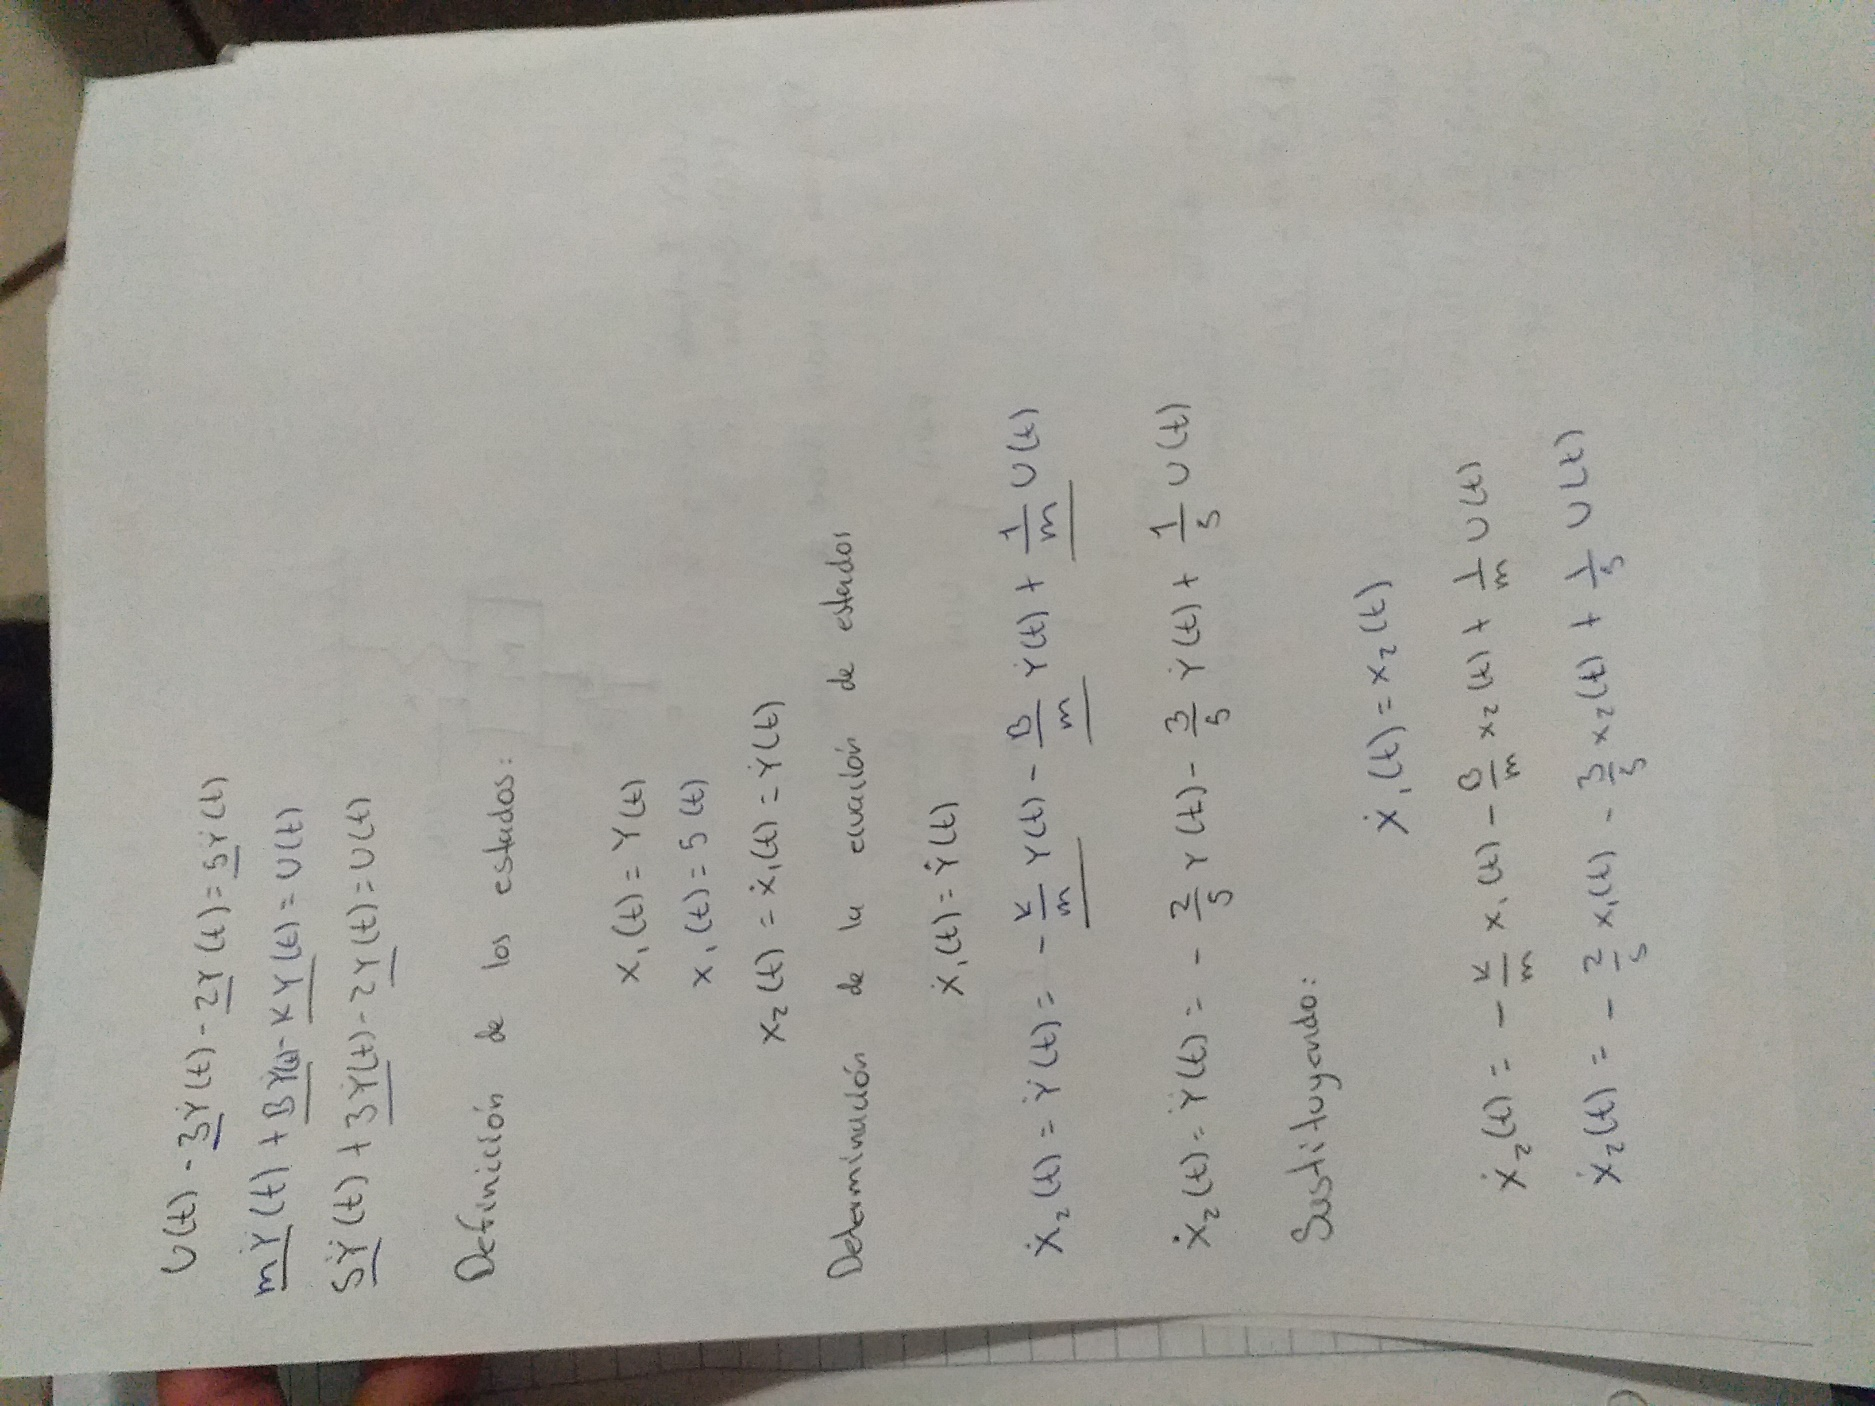 U(t) - 3Ẏ(t) - 2Y(t) = 5Ÿ(t)
mŸ(t) + BẎ(t) - KY(t) = U(t)
5Ÿ(t) + 3Ẏ(t) - 2Y(t) = U(t)
Definición de los estados:
x₁(t) = Y(t)
x₁(t) = 5(t)
x₂(t) = ẋ₁(t) = Ẏ(t)
Determinación de la ecuación de estados
ẋ₁(t) = Ẏ(t)
ẋ₂(t) = Ÿ(t) = - K/m Y(t) - B/m Ẏ(t) + 1/m U(t)
ẋ₂(t) = Ÿ(t) = - 2/5 Y(t) - 3/5 Ẏ(t) + 1/5 U(t)
Sustituyendo:
ẋ₁(t) = x₂(t)
ẋ₂(t) = - K/m x₁(t) - B/m x₂(t) + 1/m U(t)
ẋ₂(t) = - 2/5 x₁(t) - 3/5 x₂(t) + 1/5 U(t)